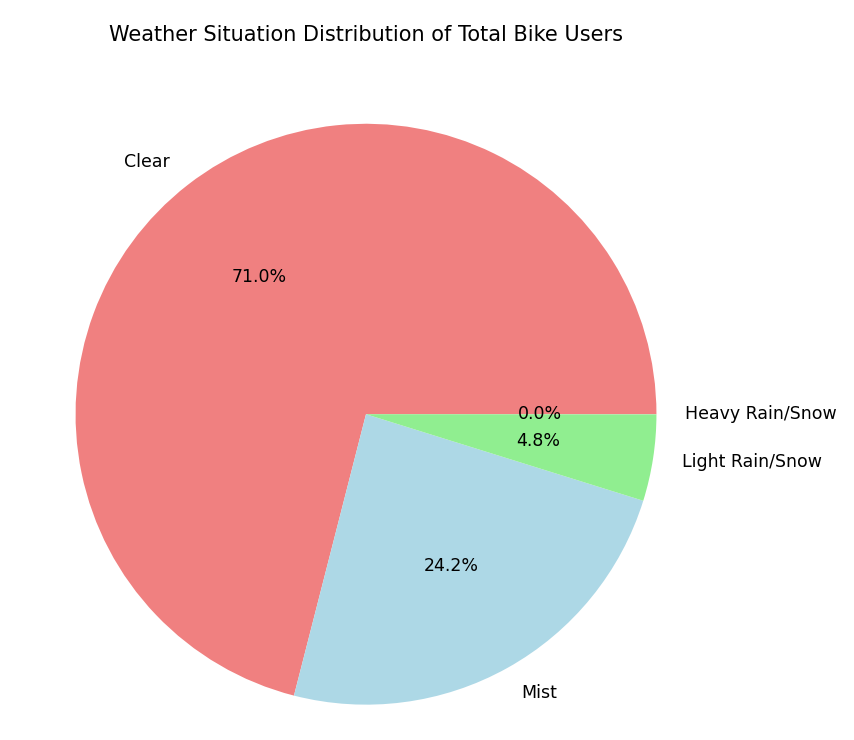 Weather Situation Distribution of Total Bike Users
Clear
71.0%
0.0%
Heavy Rain/Snow
4.8%
Light Rain/Snow
24.2%
Mist